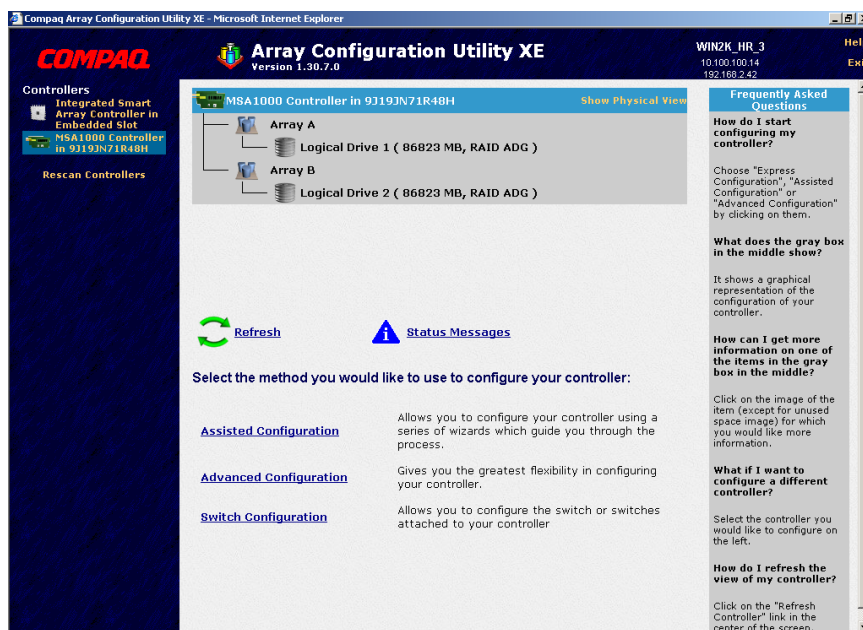 Compaq Array Configuration Utility XE - Microsoft Internet Explorer
COMPAQ
Array Configuration Utility XE
Version 1.30.7.0
WIN2K_HR_3
10.100.100.14
192.168.2.42
Hel
Exi
Controllers
Integrated Smart
Array Controller in
Embedded Slot
MSA1000 Controller
in 9J19JN71R48H
Rescan Controllers
MSA1000 Controller in 9J19JN71R48H
Show Physical View
Array A
Logical Drive 1 ( 86823 MB, RAID ADG )
Array B
Logical Drive 2 ( 86823 MB, RAID ADG )
Refresh
Status Messages
Select the method you would like to use to configure your controller:
Assisted Configuration
Allows you to configure your controller using a
series of wizards which guide you through the
process.
Advanced Configuration
Gives you the greatest flexibility in configuring
your controller.
Switch Configuration
Allows you to configure the switch or switches
attached to your controller
Frequently Asked
Questions
How do I start
configuring my
controller?
Choose "Express
Configuration", "Assisted
Configuration" or
"Advanced Configuration"
by clicking on them.
What does the gray box
in the middle show?
It shows a graphical
representation of the
configuration of your
controller.
How can I get more
information on one of
the items in the gray
box in the middle?
Click on the image of the
item (except for unused
space image) for which
you would like more
information.
What if I want to
configure a different
controller?
Select the controller you
would like to configure on
the left.
How do I refresh the
view of my controller?
Click on the "Refresh
Controller" link in the
center of the screen